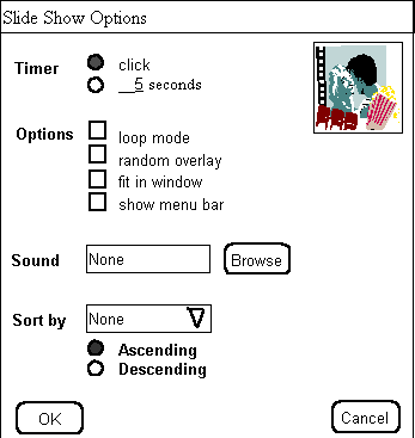 Slide Show Options
Timer
click
__5 seconds
Options
loop mode
random overlay
fit in window
show menu bar
Sound
None
Browse
Sort by
None
Ascending
Descending
OK
Cancel